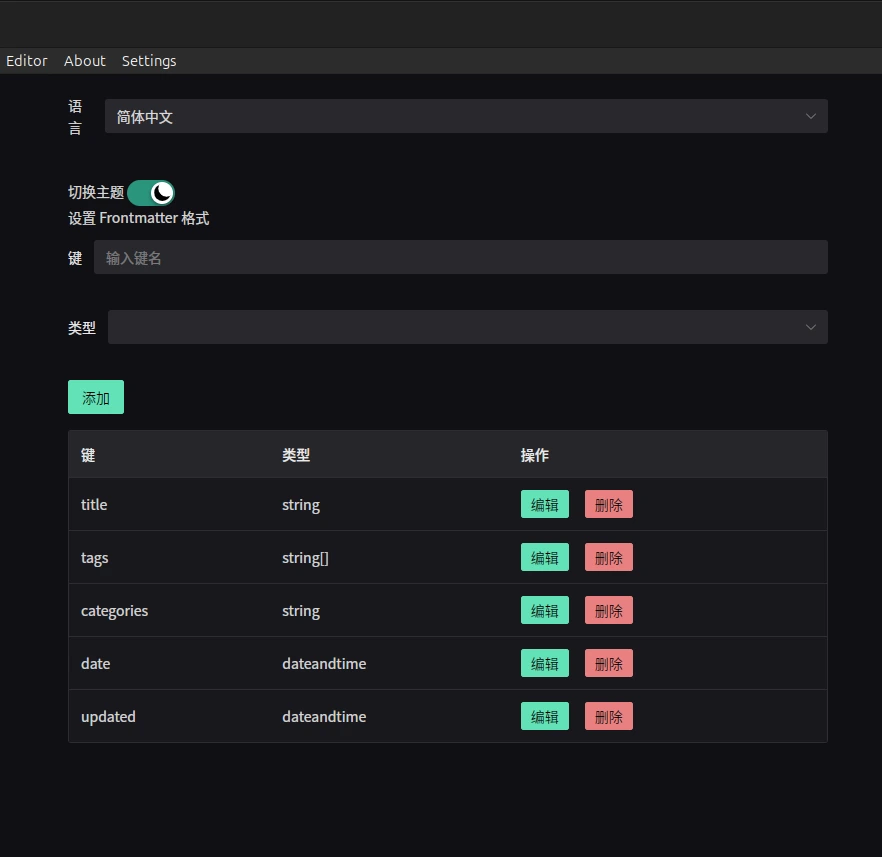 Editor About Settings
语
言
简体中文
切换主题
设置 Frontmatter 格式
键 输入键名
类型
添加
键 类型 操作
title string 编辑 删除
tags string[] 编辑 删除
categories string 编辑 删除
date dateandtime 编辑 删除
updated dateandtime 编辑 删除